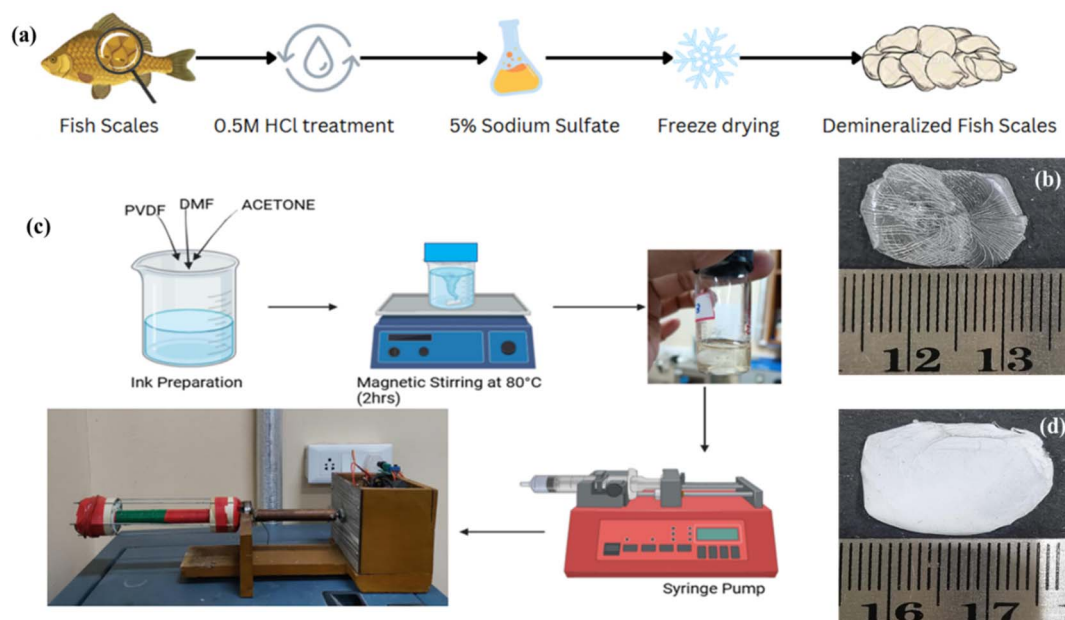 (a)
Fish Scales
0.5M HCl treatment
5% Sodium Sulfate
Freeze drying
Demineralized Fish Scales
(b)
12 13
(c)
PVDF
DMF
ACETONE
Ink Preparation
Magnetic Stirring at 80°C
(2hrs)
Syringe Pump
(d)
16 17